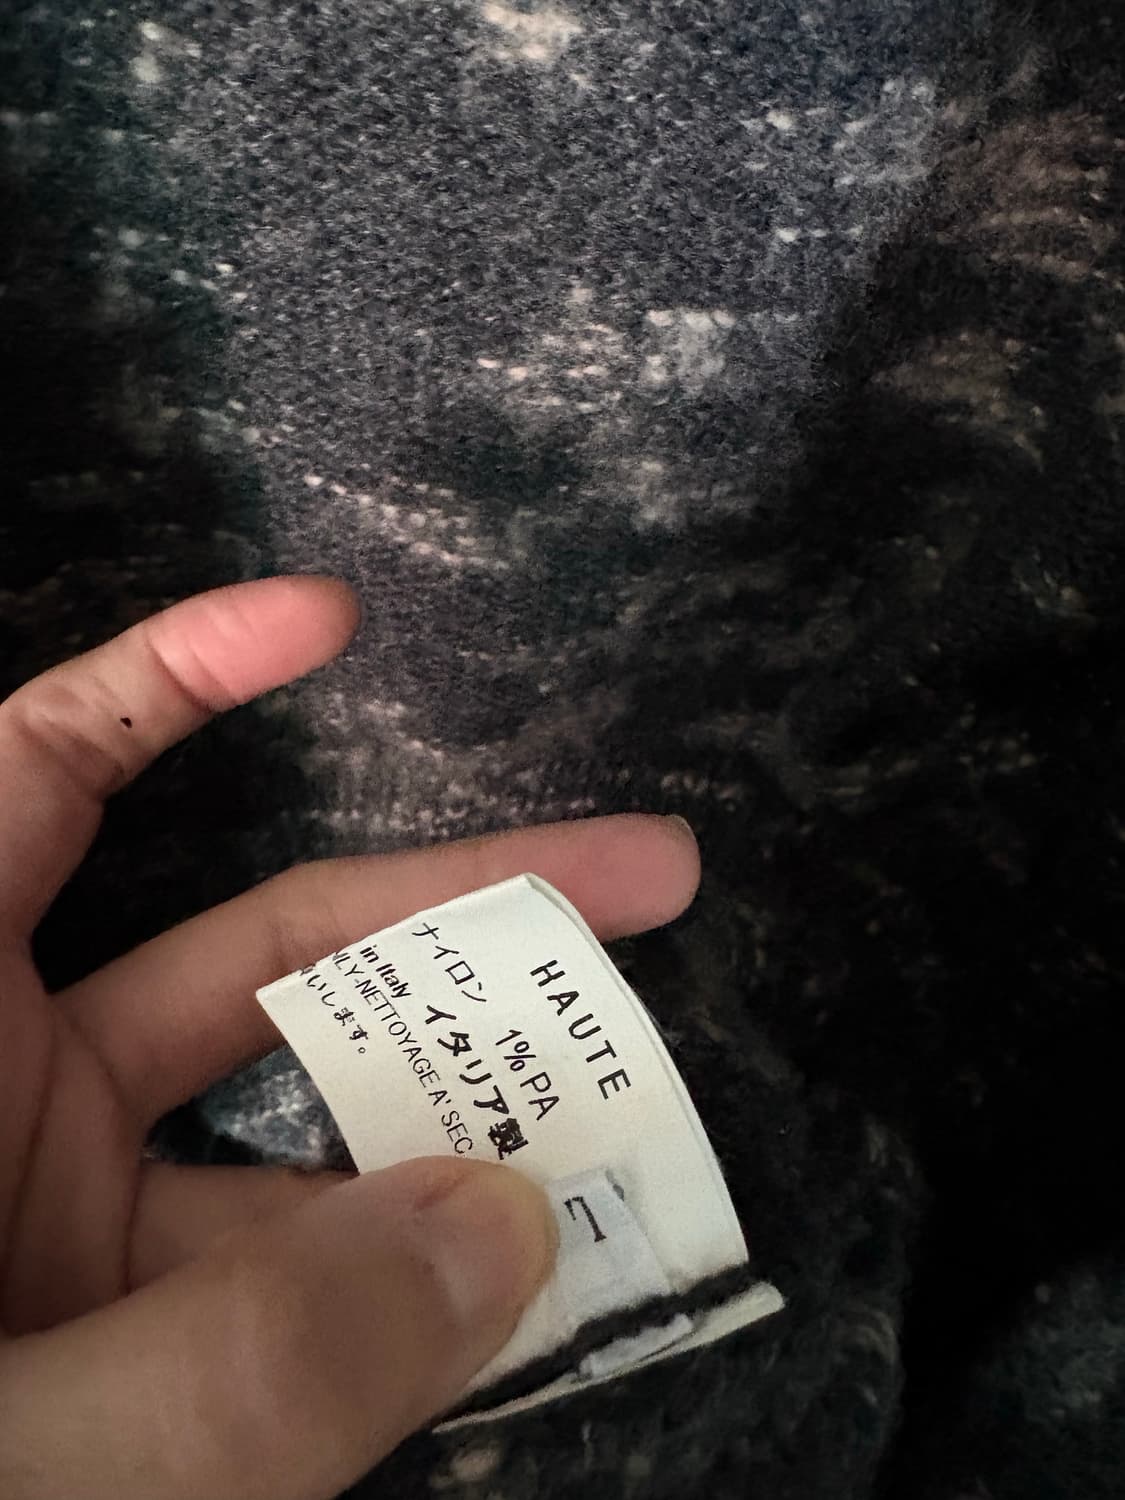 HAUTE
1% PA
ナイロン
in Italy イタリア製
NLY-NETTOYAGE A' SEC
いします。
1